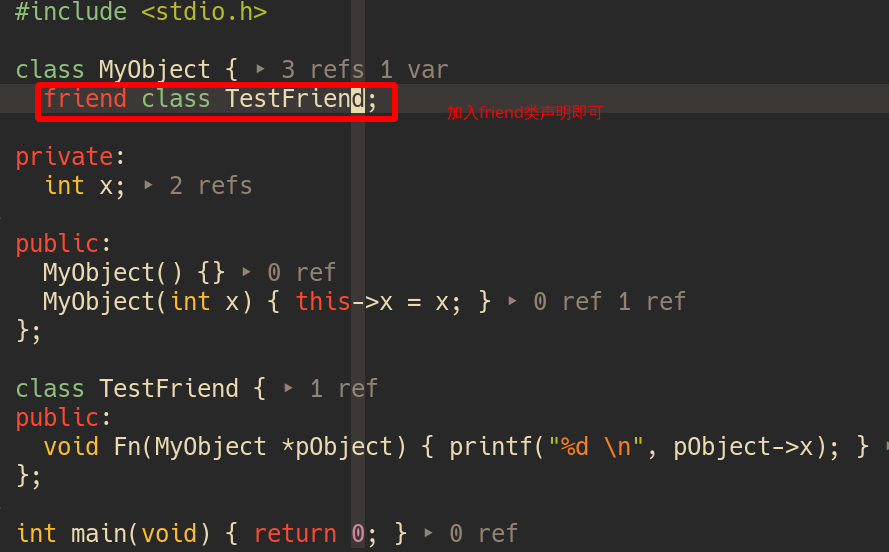 #include <stdio.h>
class MyObject { ▸ 3 refs 1 var
friend class TestFriend;
加入friend类声明即可
private:
int x; ▸ 2 refs
public:
MyObject() {} ▸ 0 ref
MyObject(int x) { this->x = x; } ▸ 0 ref 1 ref
};
class TestFriend { ▸ 1 ref
public:
void Fn(MyObject *pObject) { printf("%d \n", pObject->x); } ▸
};
int main(void) { return 0; } ▸ 0 ref